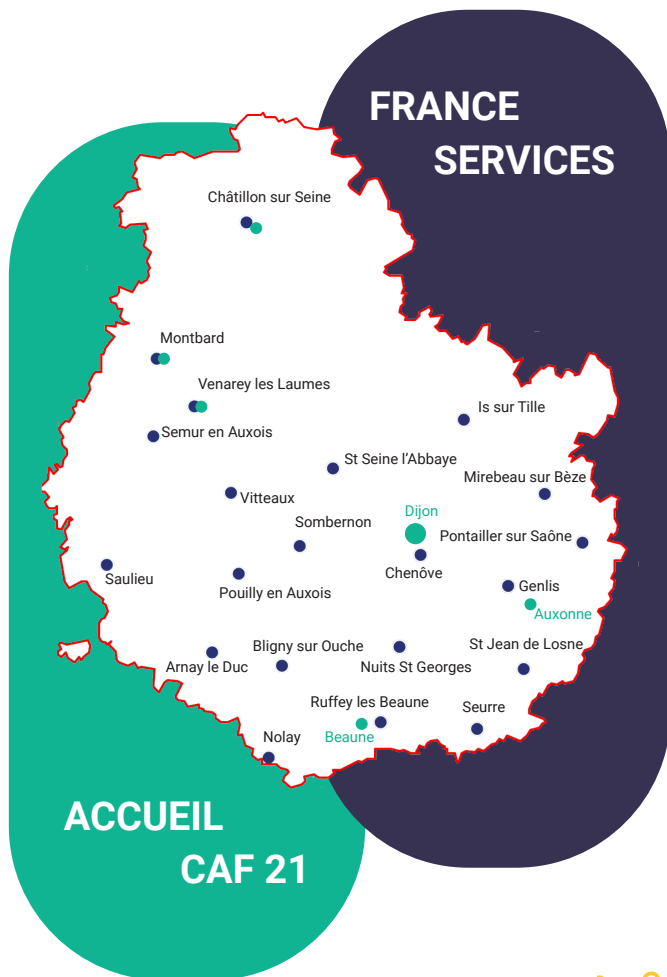 FRANCE
SERVICES
Châtillon sur Seine
Montbard
Venarey les Laumes
Is sur Tille
Semur en Auxois
St Seine l'Abbaye
Mirebeau sur Bèze
Vitteaux
Dijon
Sombernon
Pontailler sur Saône
Chenôve
Saulieu
Pouilly en Auxois
Genlis
Auxonne
Bligny sur Ouche
St Jean de Losne
Arnay le Duc
Nuits St Georges
Ruffey les Beaune
Seurre
Nolay
Beaune
ACCUEIL
CAF 21